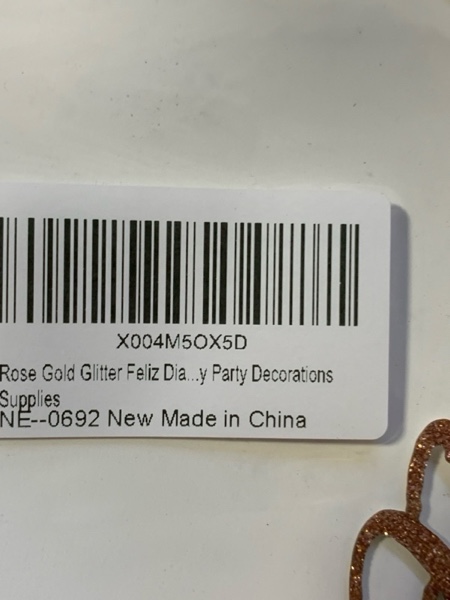 X004M5OX5D
Rose Gold Glitter Feliz Dia...y Party Decorations
Supplies
NE--0692 New Made in China